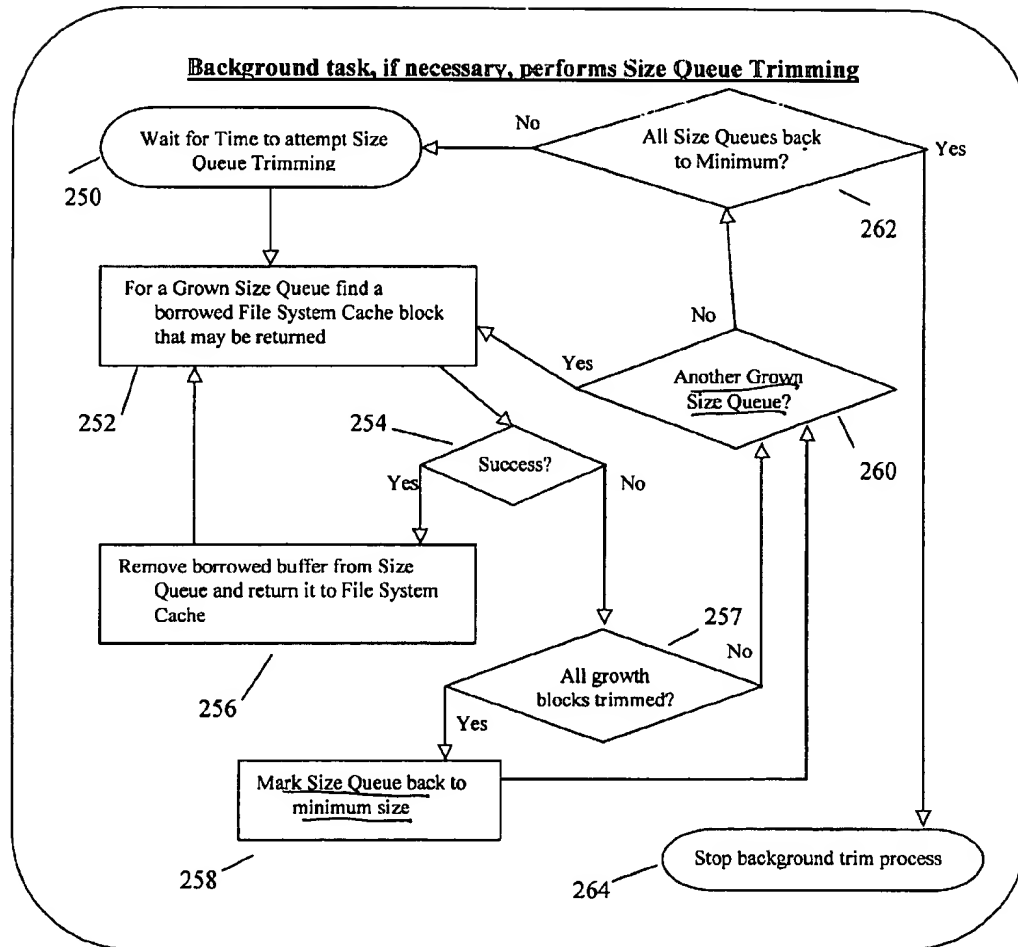 Background task, if necessary, performs Size Queue Trimming
Wait for Time to attempt Size
Queue Trimming
250
No
All Size Queues back
to Minimum?
Yes
262
For a Grown Size Queue find a
borrowed File System Cache block
that may be returned
252
No
Yes
Another Grown
Size Queue?
260
254
Success?
Yes
No
Remove borrowed buffer from Size
Queue and return it to File System
Cache
256
257
All growth
blocks trimmed?
No
Yes
Mark Size Queue back to
minimum size
258
Stop background trim process
264